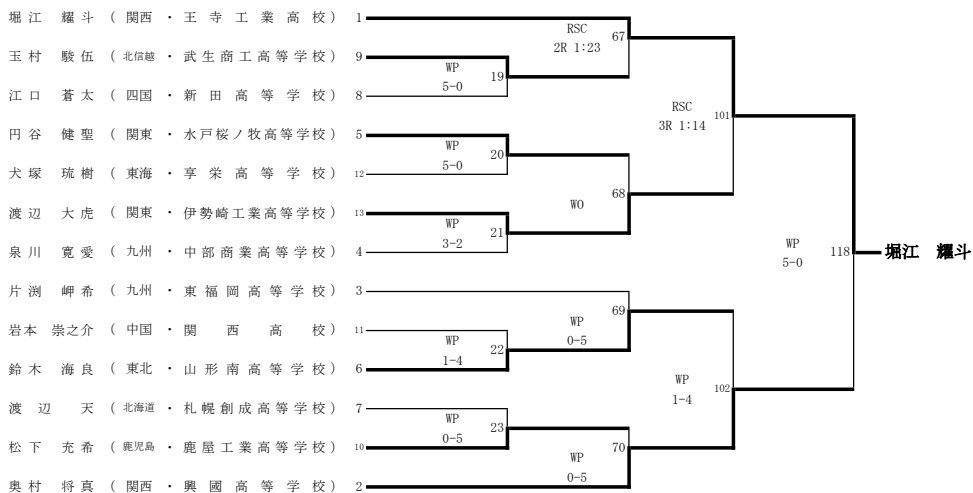 堀江 耀斗 (関西・王寺工業高校) 1
RSC 67
2R 1:23
玉村 駿伍 (北信越・武生商工高等学校) 9
WP 19
5-0
江口 蒼太 (四国・新田高等学校) 8
RSC 101
3R 1:14
円谷 健聖 (関東・水戸桜ノ牧高等学校) 5
WP 20
5-0
犬塚 琉樹 (東海・享栄高等学校) 12
WO 68
渡辺 大虎 (関東・伊勢崎工業高等学校) 13
WP 21
3-2
泉川 寛愛 (九州・中部商業高等学校) 4
WP 118 堀江 耀斗
5-0
片渕 岬希 (九州・東福岡高等学校) 3
WP 69
0-5
岩本 崇之介 (中国・関西高校) 11
WP 22
1-4
鈴木 海良 (東北・山形南高等学校) 6
WP 102
1-4
渡辺 天 (北海道・札幌創成高等学校) 7
WP 23
0-5
松下 充希 (鹿児島・鹿屋工業高等学校) 10
WP 70
0-5
奥村 将真 (関西・興國高等学校) 2